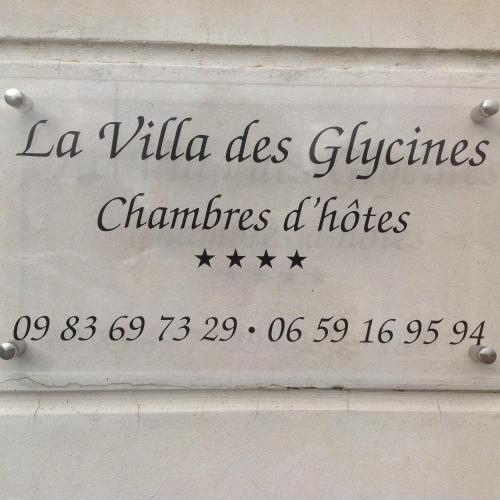 La Villa des Glycines
Chambres d'hôtes
★ ★ ★ ★
09 83 69 73 29 • 06 59 16 95 94